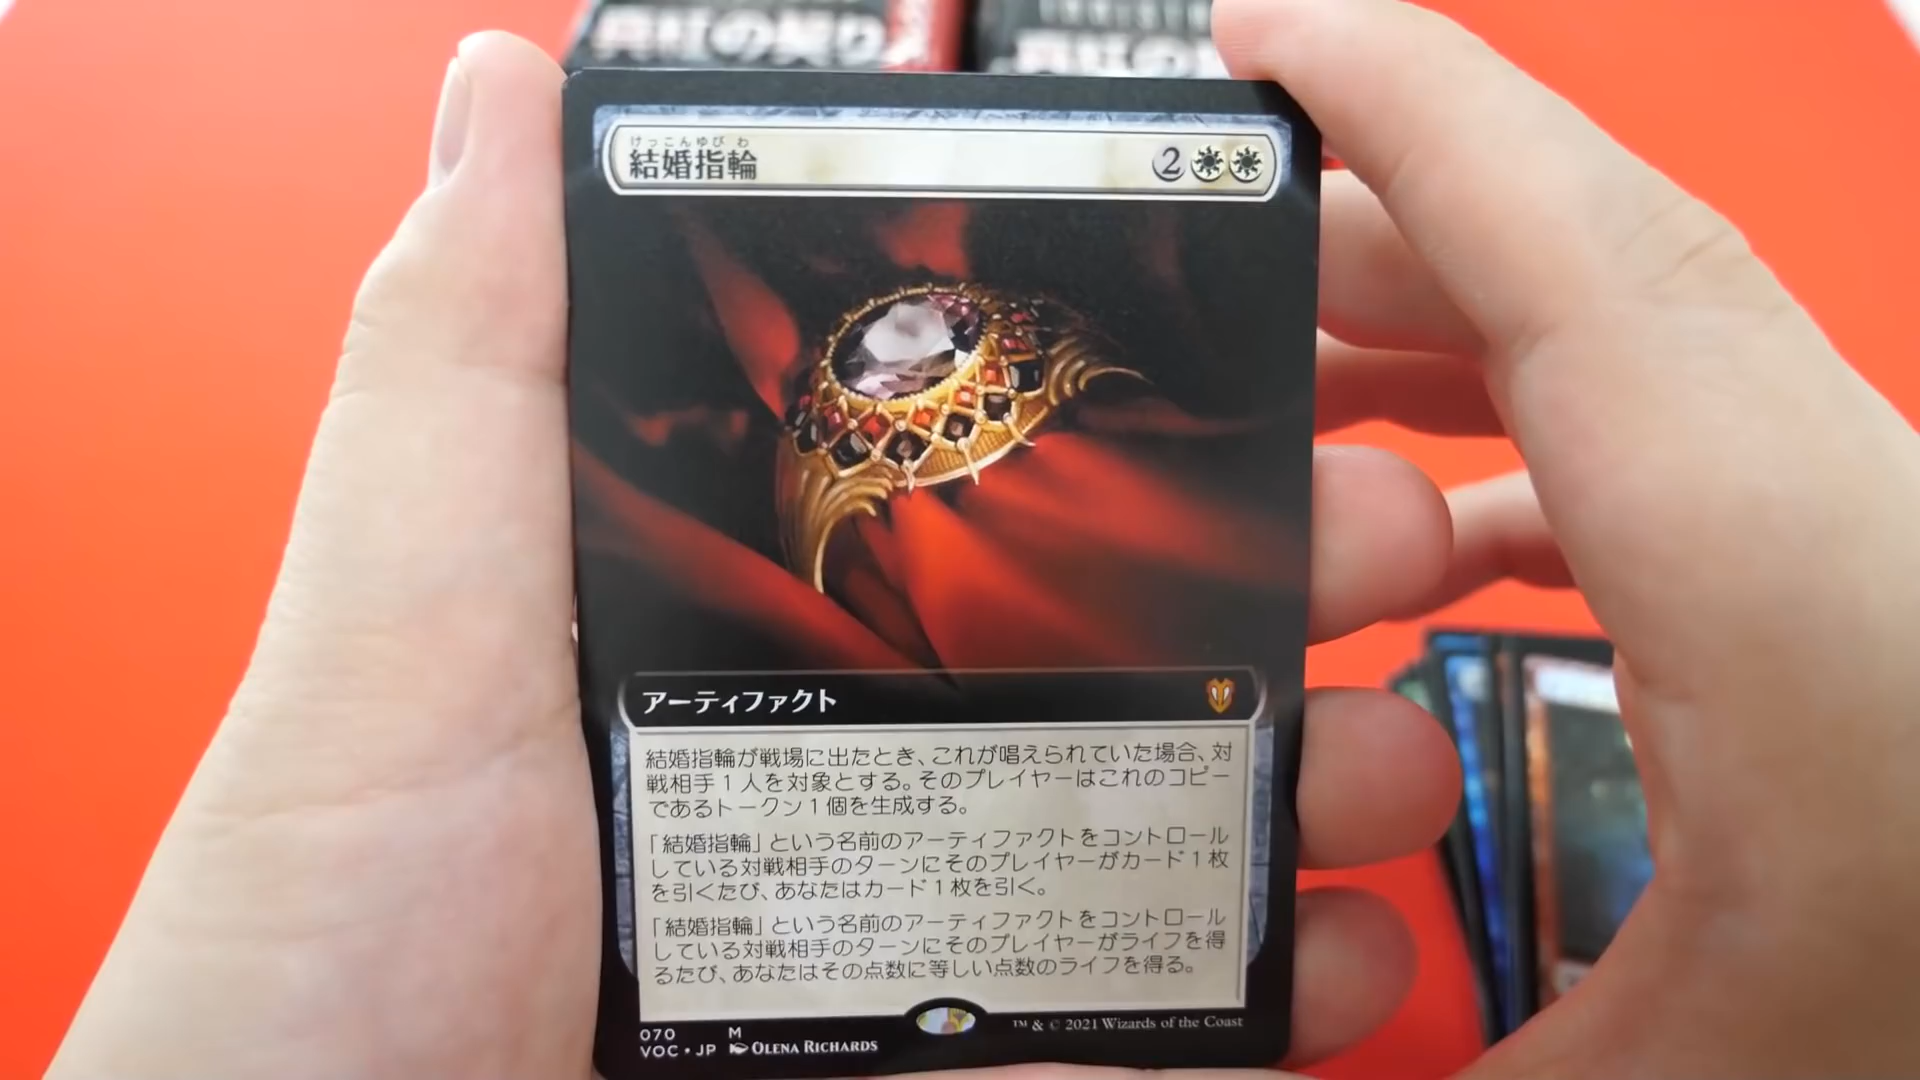 真紅の契り
けっこんゆびわ
結婚指輪
2
アーティファクト
結婚指輪が戦場に出たとき、これが唱えられていた場合、対
戦相手1人を対象とする。そのプレイヤーはこれのコピー
であるトークン1個を生成する。
「結婚指輪」という名前のアーティファクトをコントロール
している対戦相手のターンにそのプレイヤーがカード1枚
を引くたび、あなたはカード1枚を引く。
「結婚指輪」という名前のアーティファクトをコントロール
している対戦相手のターンにそのプレイヤーがライフを得
るたび、あなたはその点数に等しい点数のライフを得る。
070 M
VOC • JP OLENA RICHARDS
™ & © 2021 Wizards of the Coast